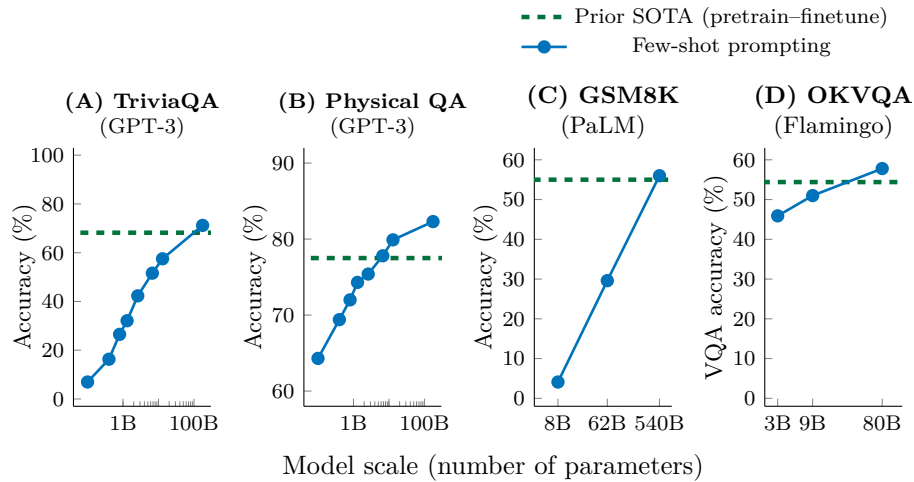 Prior SOTA (pretrain–finetune)
Few-shot prompting
(A) TriviaQA
(GPT-3)
100
80
60
40
20
0
Accuracy (%)
1B 100B
(B) Physical QA
(GPT-3)
90
80
70
60
Accuracy (%)
1B 100B
(C) GSM8K
(PaLM)
60
50
40
30
20
10
0
Accuracy (%)
8B 62B 540B
(D) OKVQA
(Flamingo)
60
50
40
30
20
10
0
VQA accuracy (%)
3B 9B 80B
Model scale (number of parameters)